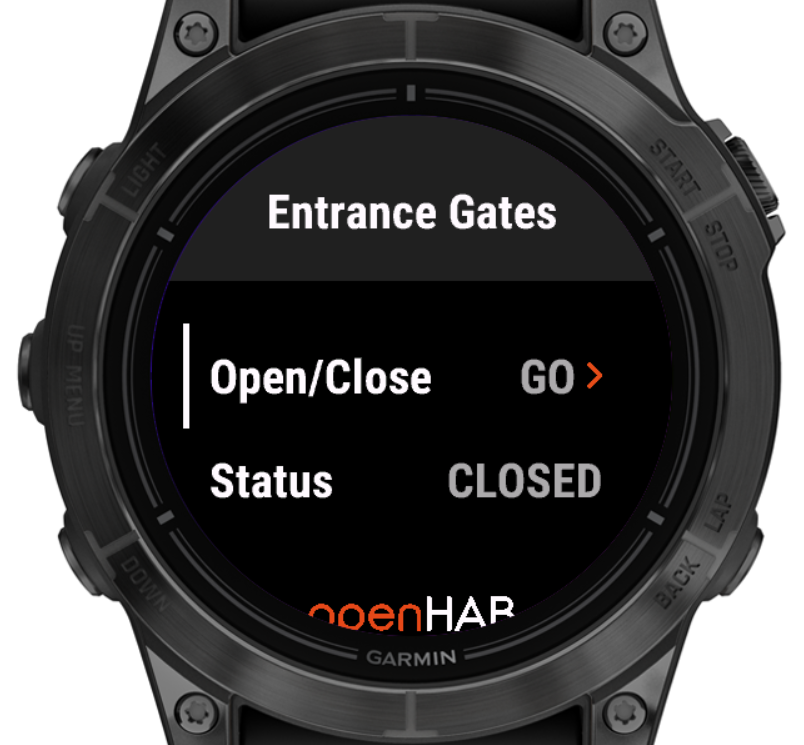 LIGHT
START
STOP
Entrance Gates
UP MENU
Open/Close GO >
Status CLOSED
LAP
BACK
DOWN
openHAB
GARMIN